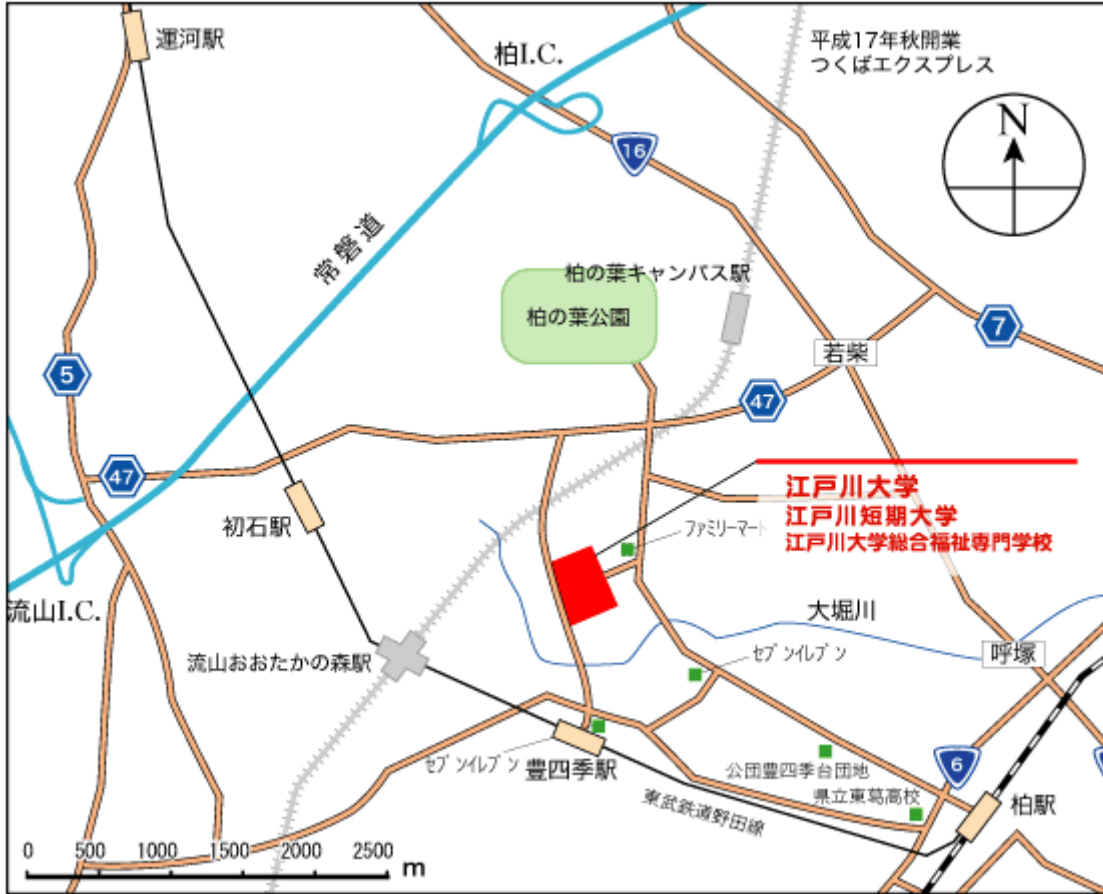 運河駅
柏I.C.
平成17年秋開業
つくばエクスプレス
N
16
常磐道
柏の葉キャンパス駅
柏の葉公園
7
若柴
5
47
47
江戸川大学
江戸川短期大学
江戸川大学総合福祉専門学校
初石駅
ファミリーマート
流山I.C.
大堀川
流山おおたかの森駅
セブンイレブン
呼塚
セブンイレブン
豊四季駅
公団豊四季台団地
県立東葛高校
6
東武鉄道野田線
柏駅
0 500 1000 1500 2000 2500 m